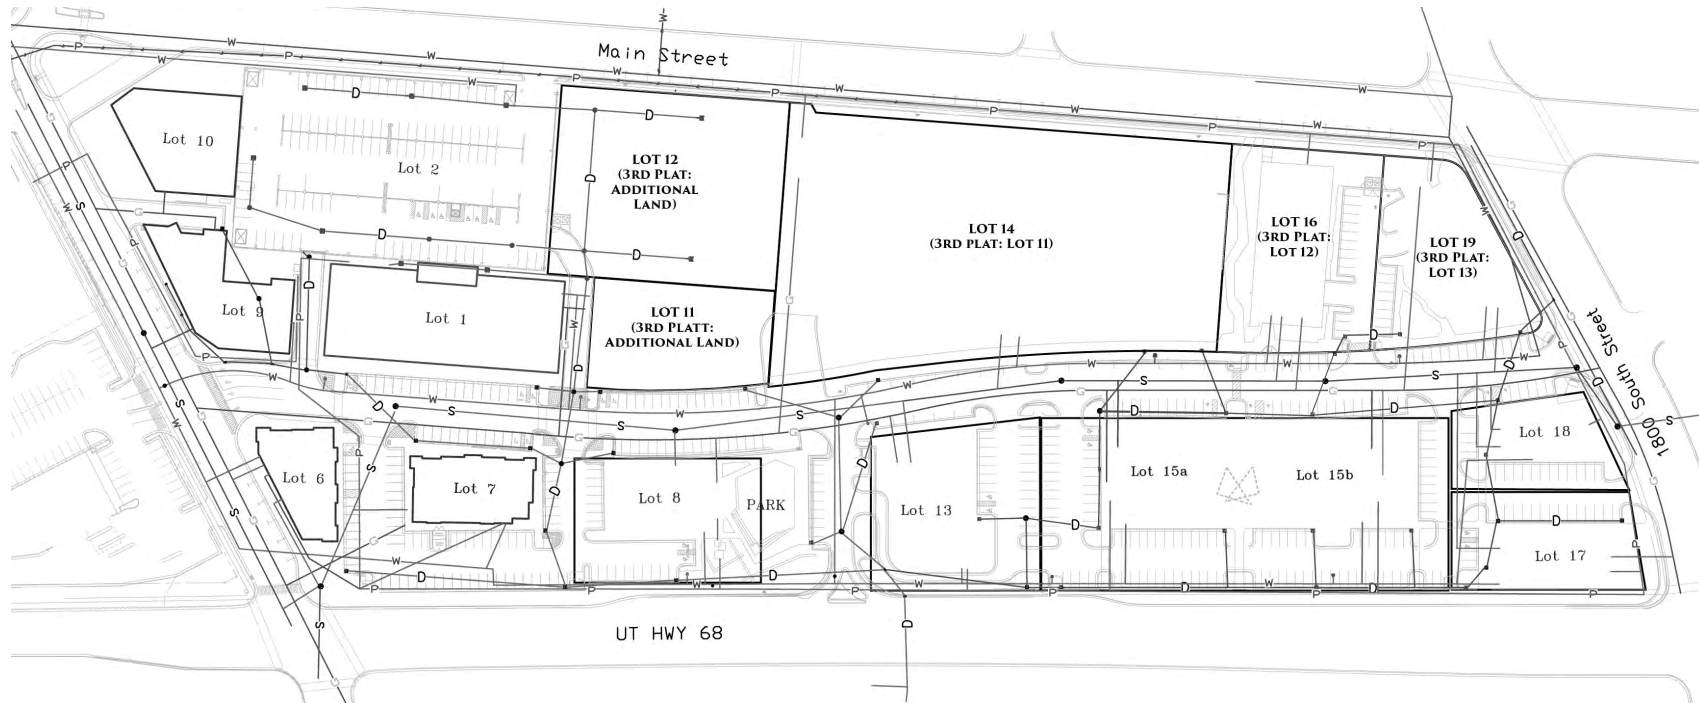 Main Street
Lot 10
Lot 2
LOT 12
(3RD PLAT:
ADDITIONAL
LAND)
LOT 14
(3RD PLAT: LOT 11)
LOT 16
(3RD PLAT:
LOT 12)
LOT 19
(3RD PLAT:
LOT 13)
Lot 9
Lot 1
LOT 11
(3RD PLATT:
ADDITIONAL LAND)
1800 South Street
Lot 6
Lot 7
Lot 8
PARK
Lot 13
Lot 15a
Lot 15b
Lot 18
Lot 17
UT HWY 68